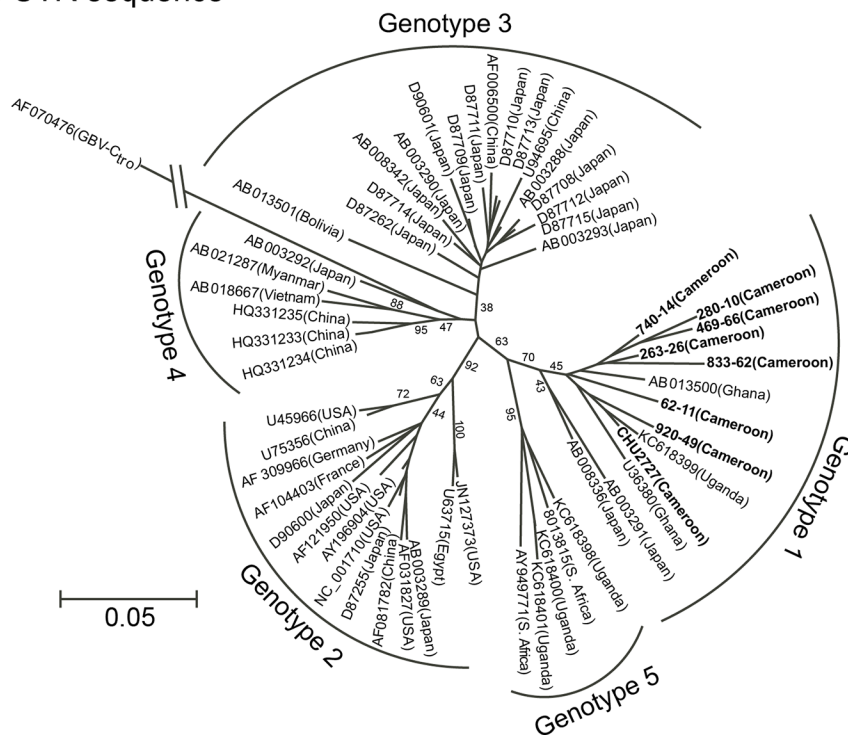 Genotype 3
AF070476(GBV-Ctro)
AB013501(Bolivia)
D87262(Japan)
D87714(Japan)
AB008342(Japan)
AB003290(Japan)
D90601(Japan)
D87709(Japan)
D87711(Japan)
AF006500(China)
D87710(Japan)
D87713(Japan)
U94695(China)
AB003288(Japan)
D87708(Japan)
D87712(Japan)
D87715(Japan)
AB003293(Japan)
38
Genotype 4
AB003292(Japan)
AB021287(Myanmar)
AB018667(Vietnam)
HQ331235(China)
HQ331233(China)
HQ331234(China)
88
95
47
740-14(Cameroon)
280-10(Cameroon)
469-66(Cameroon)
263-26(Cameroon)
833-62(Cameroon)
AB013500(Ghana)
62-11(Cameroon)
920-49(Cameroon)
KC618399(Uganda)
CHU2727(Cameroon)
U36380(Ghana)
AB003291(Japan)
AB008336(Japan)
63
70
45
43
95
Genotype 1
KC618398(Uganda)
8013815(S. Africa)
KC618400(Uganda)
KC618401(Uganda)
AY949771(S. Africa)
Genotype 5
92
63
72
44
100
U45966(USA)
U75356(China)
AF 309966(Germany)
AF104403(France)
D90600(Japan)
AF121950(USA)
AY196904(USA)
NC_001710(USA)
D87255(Japan)
AF081782(China)
AF031827(USA)
AB003289(Japan)
U63715(Egypt)
JN127373(USA)
Genotype 2
0.05